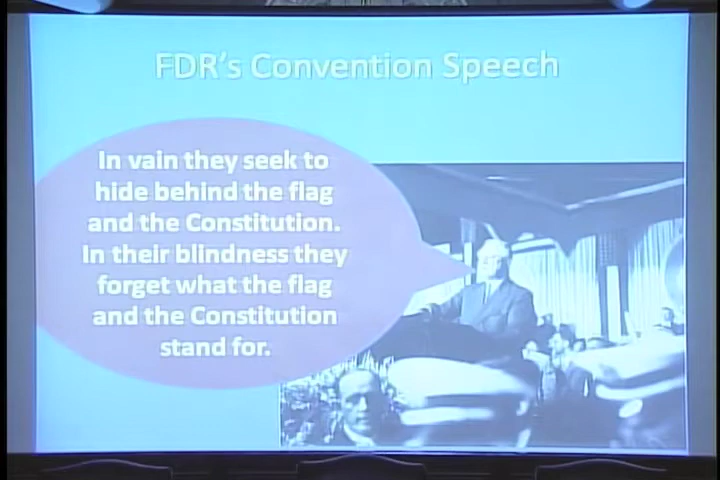 FDR's Convention Speech
In vain they seek to
hide behind the flag
and the Constitution.
In their blindness they
forget what the flag
and the Constitution
stand for.